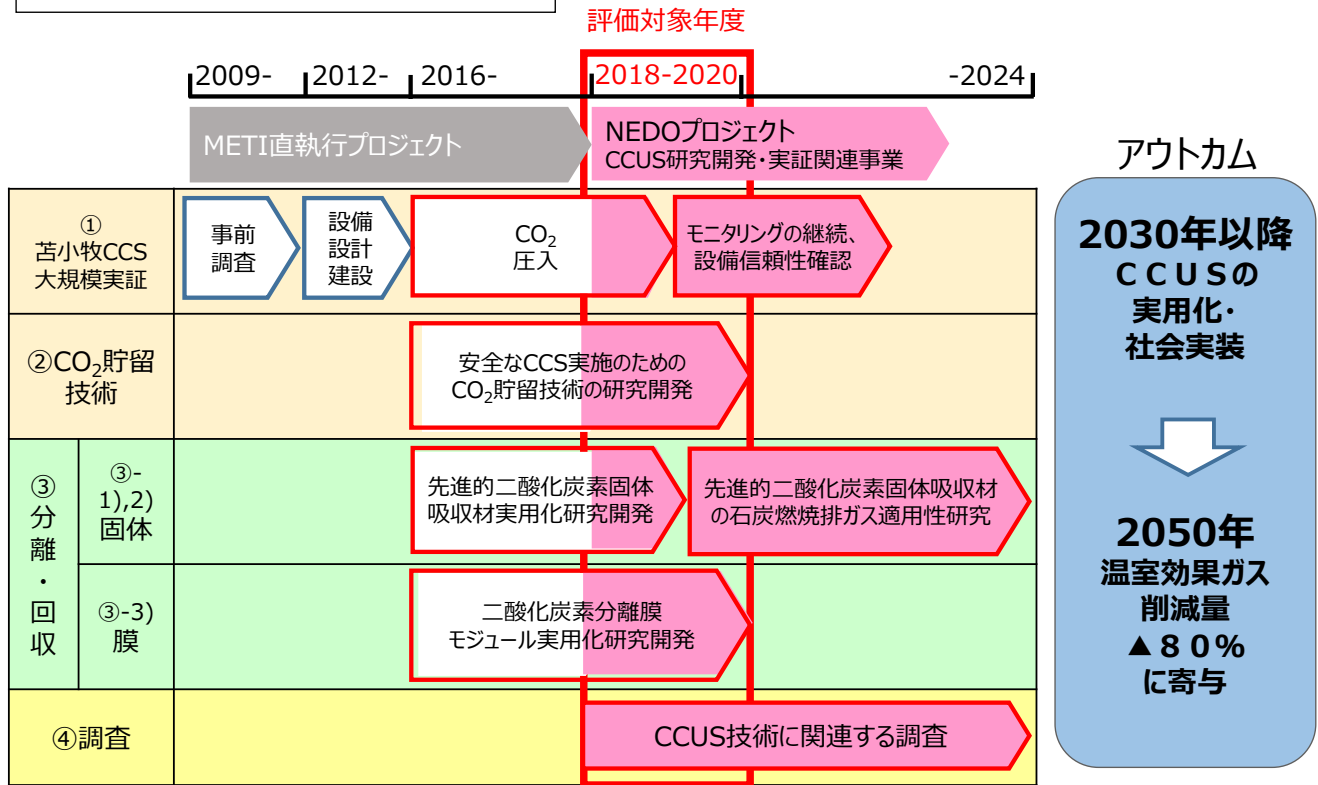 評価対象年度
2009-
2012-
2016-
2018-2020
-2024
METI直執行プロジェクト
NEDOプロジェクト
CCUS研究開発・実証関連事業
①
苫小牧CCS
大規模実証
事前
調査
設備
設計
建設
CO₂
圧入
モニタリングの継続、
設備信頼性確認
②CO₂貯留
技術
安全なCCS実施のための
CO₂貯留技術の研究開発
③
分
離
・
回
収
③-
1),2)
固体
先進的二酸化炭素固体
吸収材実用化研究開発
先進的二酸化炭素固体吸収材
の石炭燃焼排ガス適用性研究
③-3)
膜
二酸化炭素分離膜
モジュール実用化研究開発
④調査
CCUS技術に関連する調査
アウトカム
2030年以降
ＣＣＵＳの
実用化・
社会実装
2050年
温室効果ガス
削減量
▲８０%
に寄与